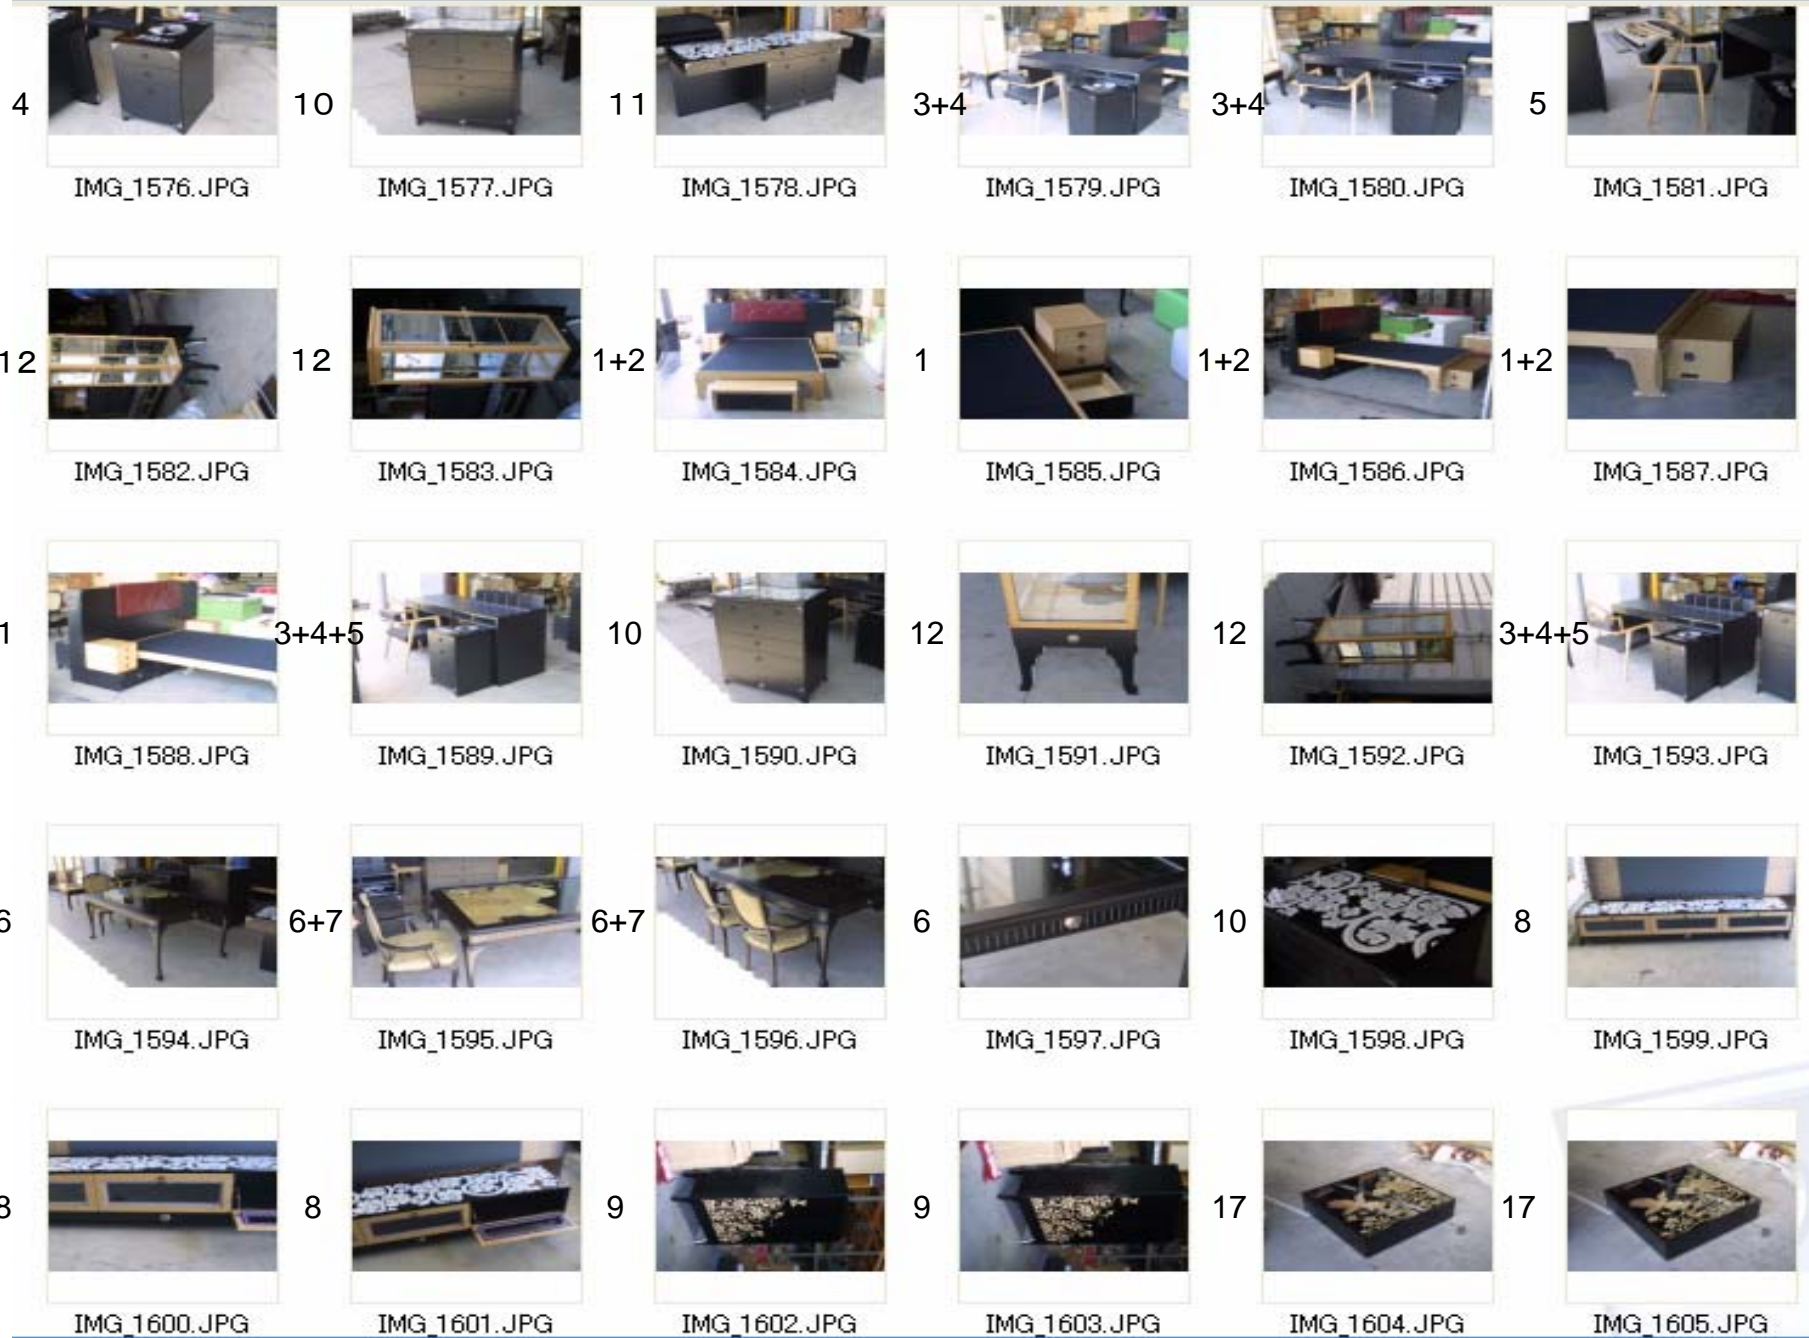 4 10 11 3+4 3+4 5
IMG_1576.JPG IMG_1577.JPG IMG_1578.JPG IMG_1579.JPG IMG_1580.JPG IMG_1581.JPG
12 12 1+2 1 1+2 1+2
IMG_1582.JPG IMG_1583.JPG IMG_1584.JPG IMG_1585.JPG IMG_1586.JPG IMG_1587.JPG
1 3+4+5 10 12 12 3+4+5
IMG_1588.JPG IMG_1589.JPG IMG_1590.JPG IMG_1591.JPG IMG_1592.JPG IMG_1593.JPG
6 6+7 6+7 6 10 8
IMG_1594.JPG IMG_1595.JPG IMG_1596.JPG IMG_1597.JPG IMG_1598.JPG IMG_1599.JPG
8 8 9 9 17 17
IMG_1600.JPG IMG_1601.JPG IMG_1602.JPG IMG_1603.JPG IMG_1604.JPG IMG_1605.JPG